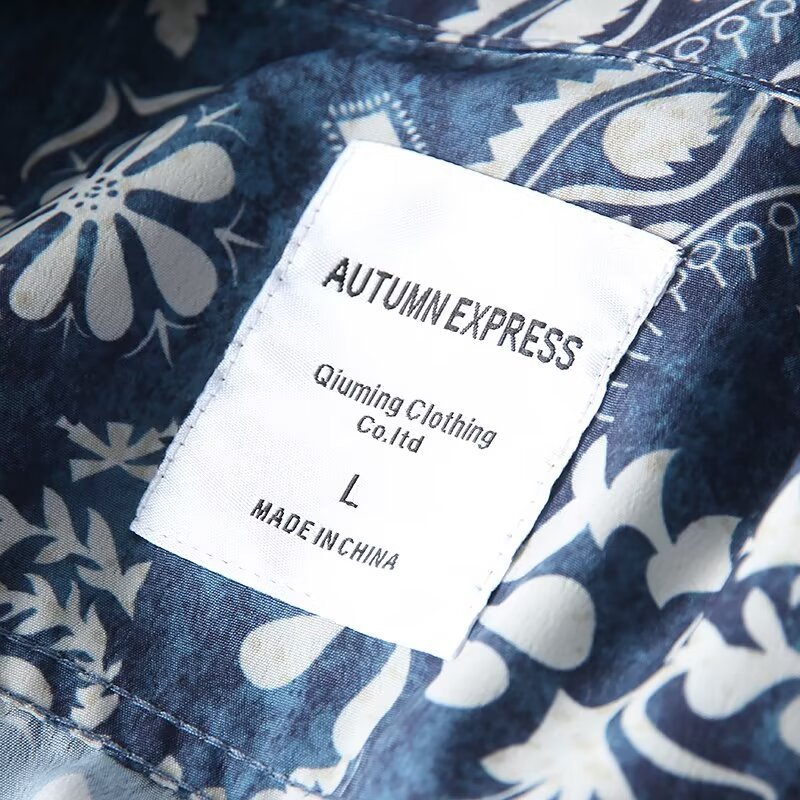 AUTUMN EXPRESS
Qiuming Clothing
Co.ltd
L
MADE IN CHINA